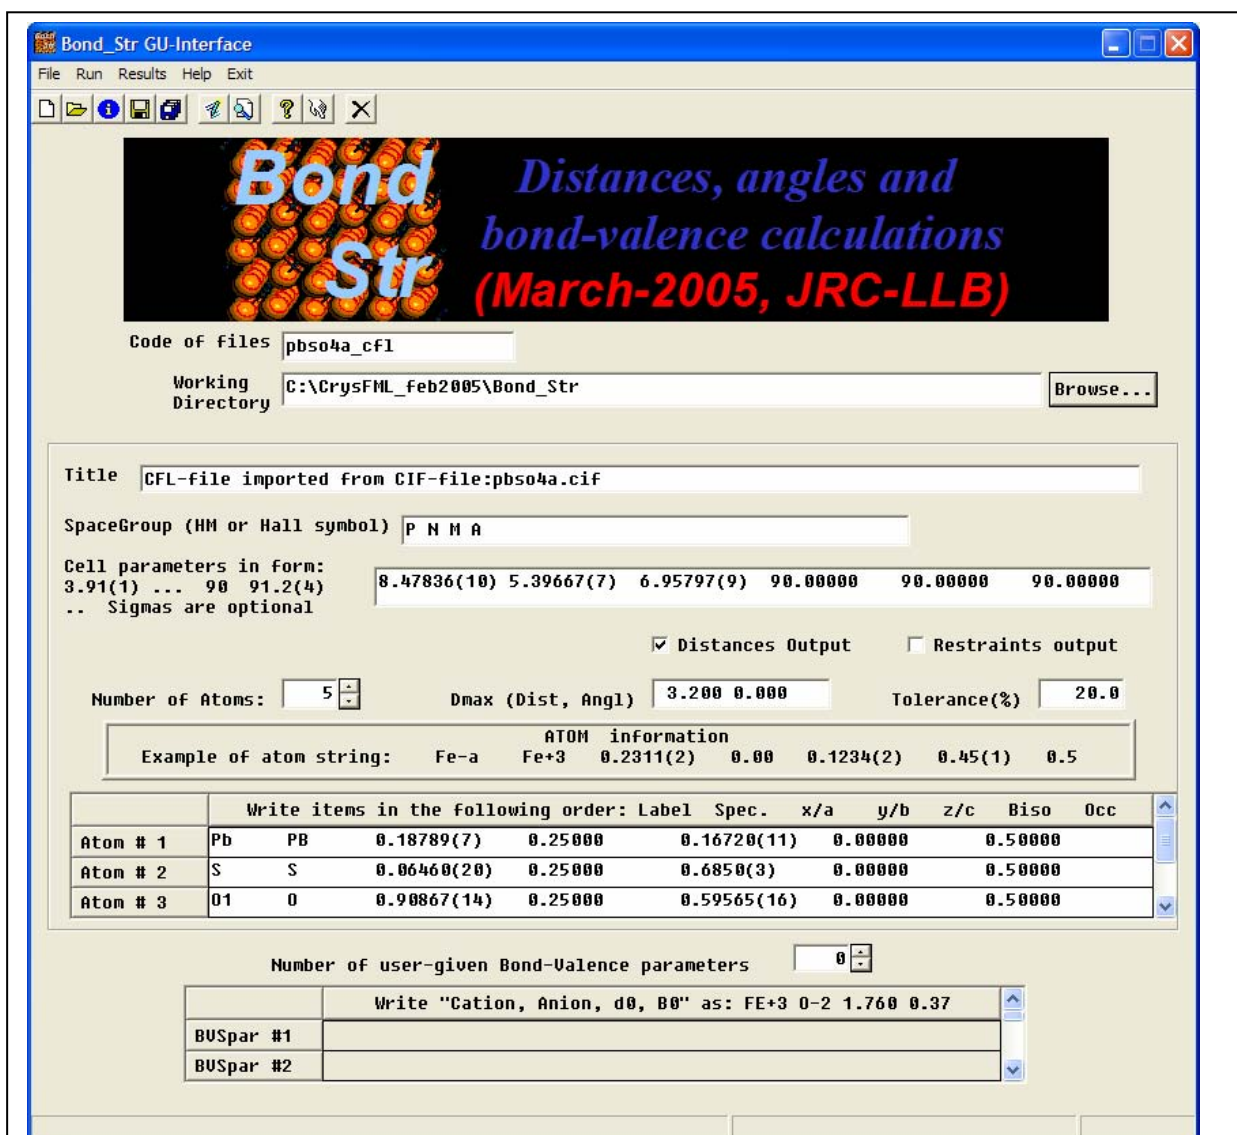 Bond_Str GU-Interface
File Run Results Help Exit
Bond
Str
Distances, angles and
bond-valence calculations
(March-2005, JRC-LLB)
Code of files pbso4a_cfl
Working
Directory C:\CrysFML_feb2005\Bond_Str Browse...
Title CFL-file imported from CIF-file:pbso4a.cif
SpaceGroup (HM or Hall symbol) P N M A
Cell parameters in form:
3.91(1) ... 90 91.2(4)
.. Sigmas are optional
8.47836(10) 5.39667(7) 6.95797(9) 90.00000 90.00000 90.00000
Distances Output Restraints output
Number of Atoms: 5 Dmax (Dist, Angl) 3.200 0.000 Tolerance(%) 20.0
ATOM information
Example of atom string: Fe-a Fe+3 0.2311(2) 0.00 0.1234(2) 0.45(1) 0.5
Write items in the following order: Label Spec. x/a y/b z/c Biso Occ
Atom # 1 Pb PB 0.18789(7) 0.25000 0.16720(11) 0.00000 0.50000
Atom # 2 S S 0.06460(20) 0.25000 0.6850(3) 0.00000 0.50000
Atom # 3 O1 O 0.90867(14) 0.25000 0.59565(16) 0.00000 0.50000
Number of user-given Bond-Valence parameters 0
Write "Cation, Anion, d0, B0" as: FE+3 O-2 1.760 0.37
BVSpar #1
BVSpar #2